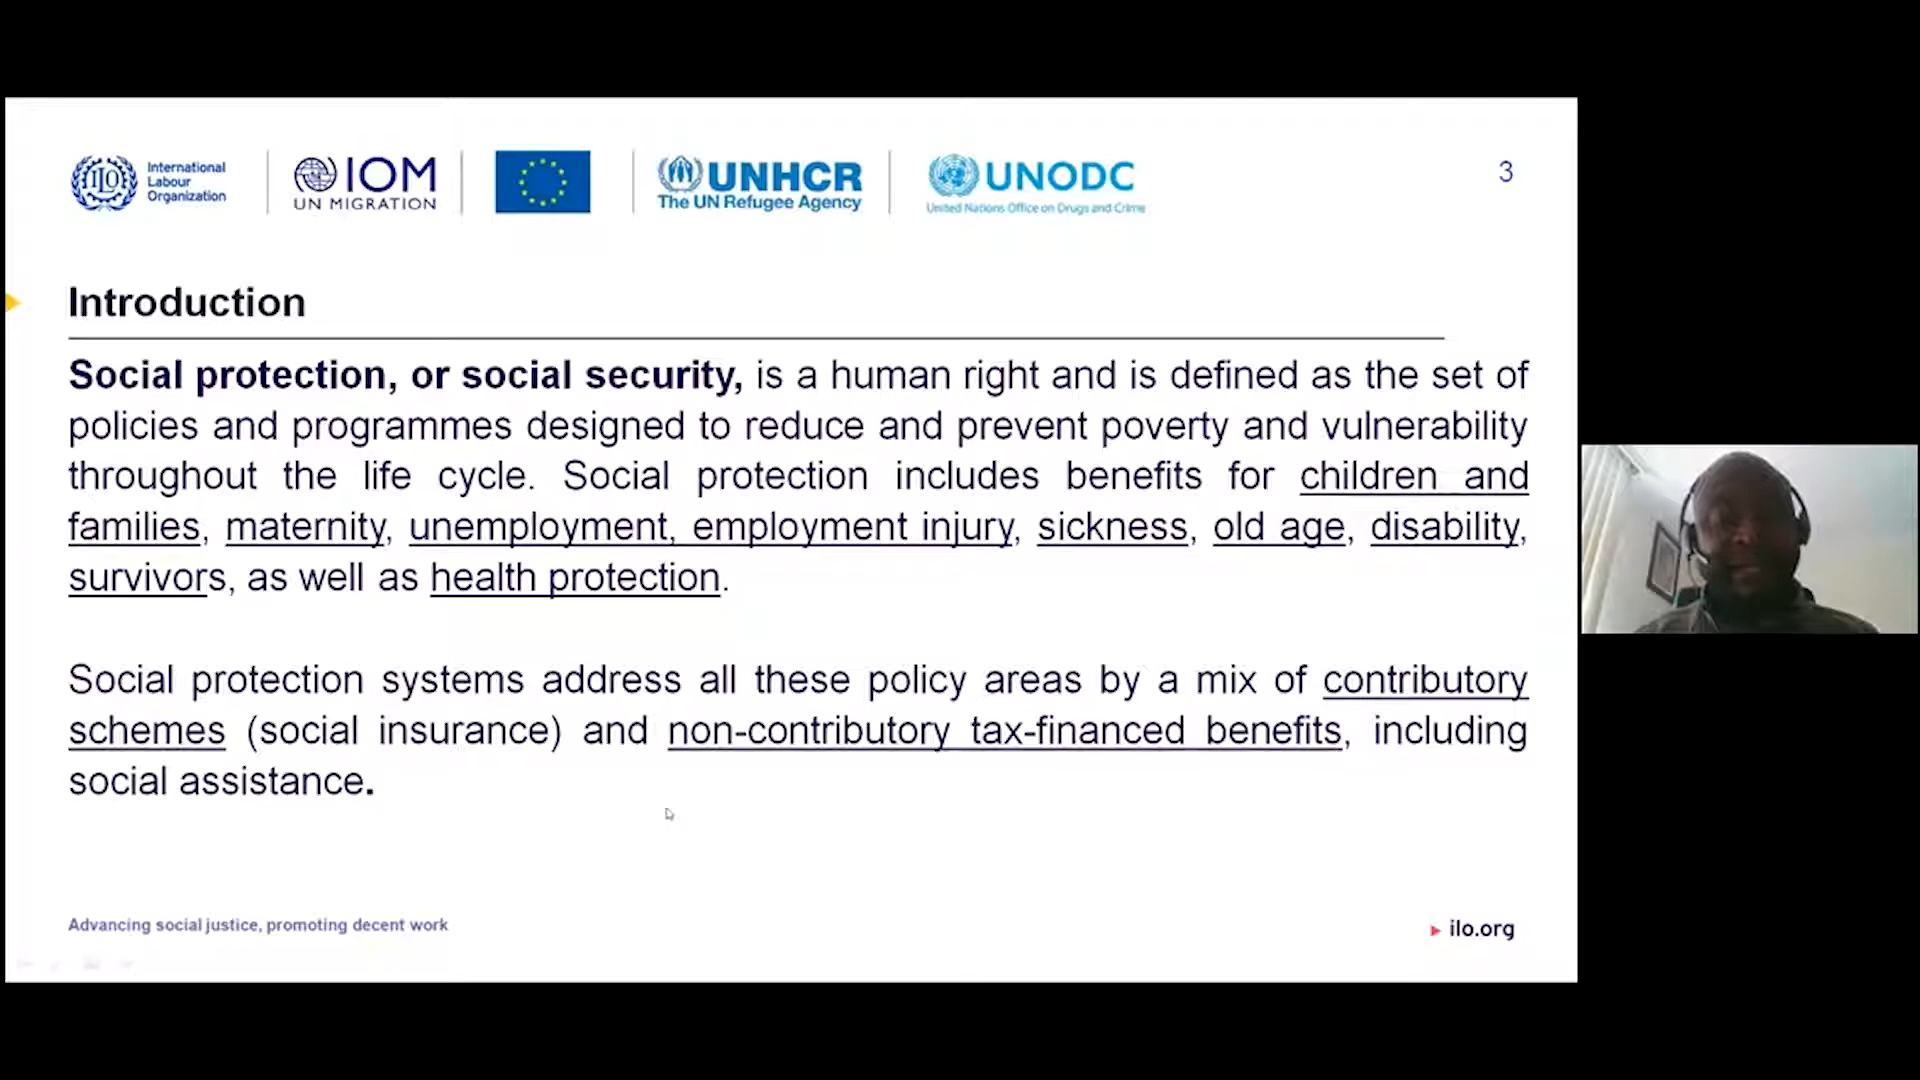 ILO
International
Labour
Organization
IOM
UN MIGRATION
UNHCR
The UN Refugee Agency
UNODC
United Nations Office on Drugs and Crime
3
Introduction
Social protection, or social security, is a human right and is defined as the set of
policies and programmes designed to reduce and prevent poverty and vulnerability
throughout the life cycle. Social protection includes benefits for children and
families, maternity, unemployment, employment injury, sickness, old age, disability,
survivors, as well as health protection.
Social protection systems address all these policy areas by a mix of contributory
schemes (social insurance) and non-contributory tax-financed benefits, including
social assistance.
Advancing social justice, promoting decent work
ilo.org